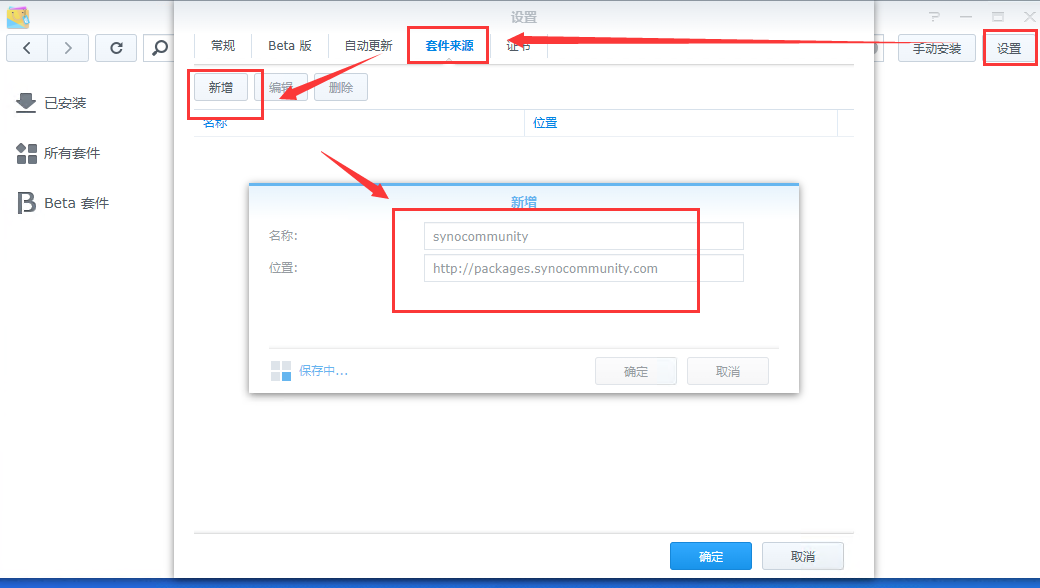 设置
常规
Beta 版
自动更新
套件来源
证书
手动安装
设置
新增
编辑
删除
已安装
所有套件
Beta 套件
名称
位置
新增
名称:
synocommunity
位置:
http://packages.synocommunity.com
保存中...
确定
取消
确定
取消